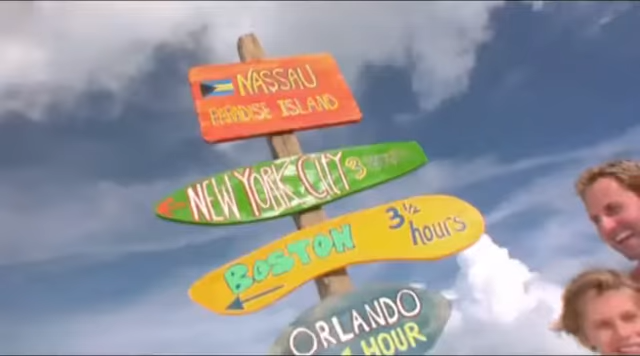 NASSAU
PARADISE ISLAND
NEW YORK CITY 3
BOSTON 3½ hours
ORLANDO
1 HOUR